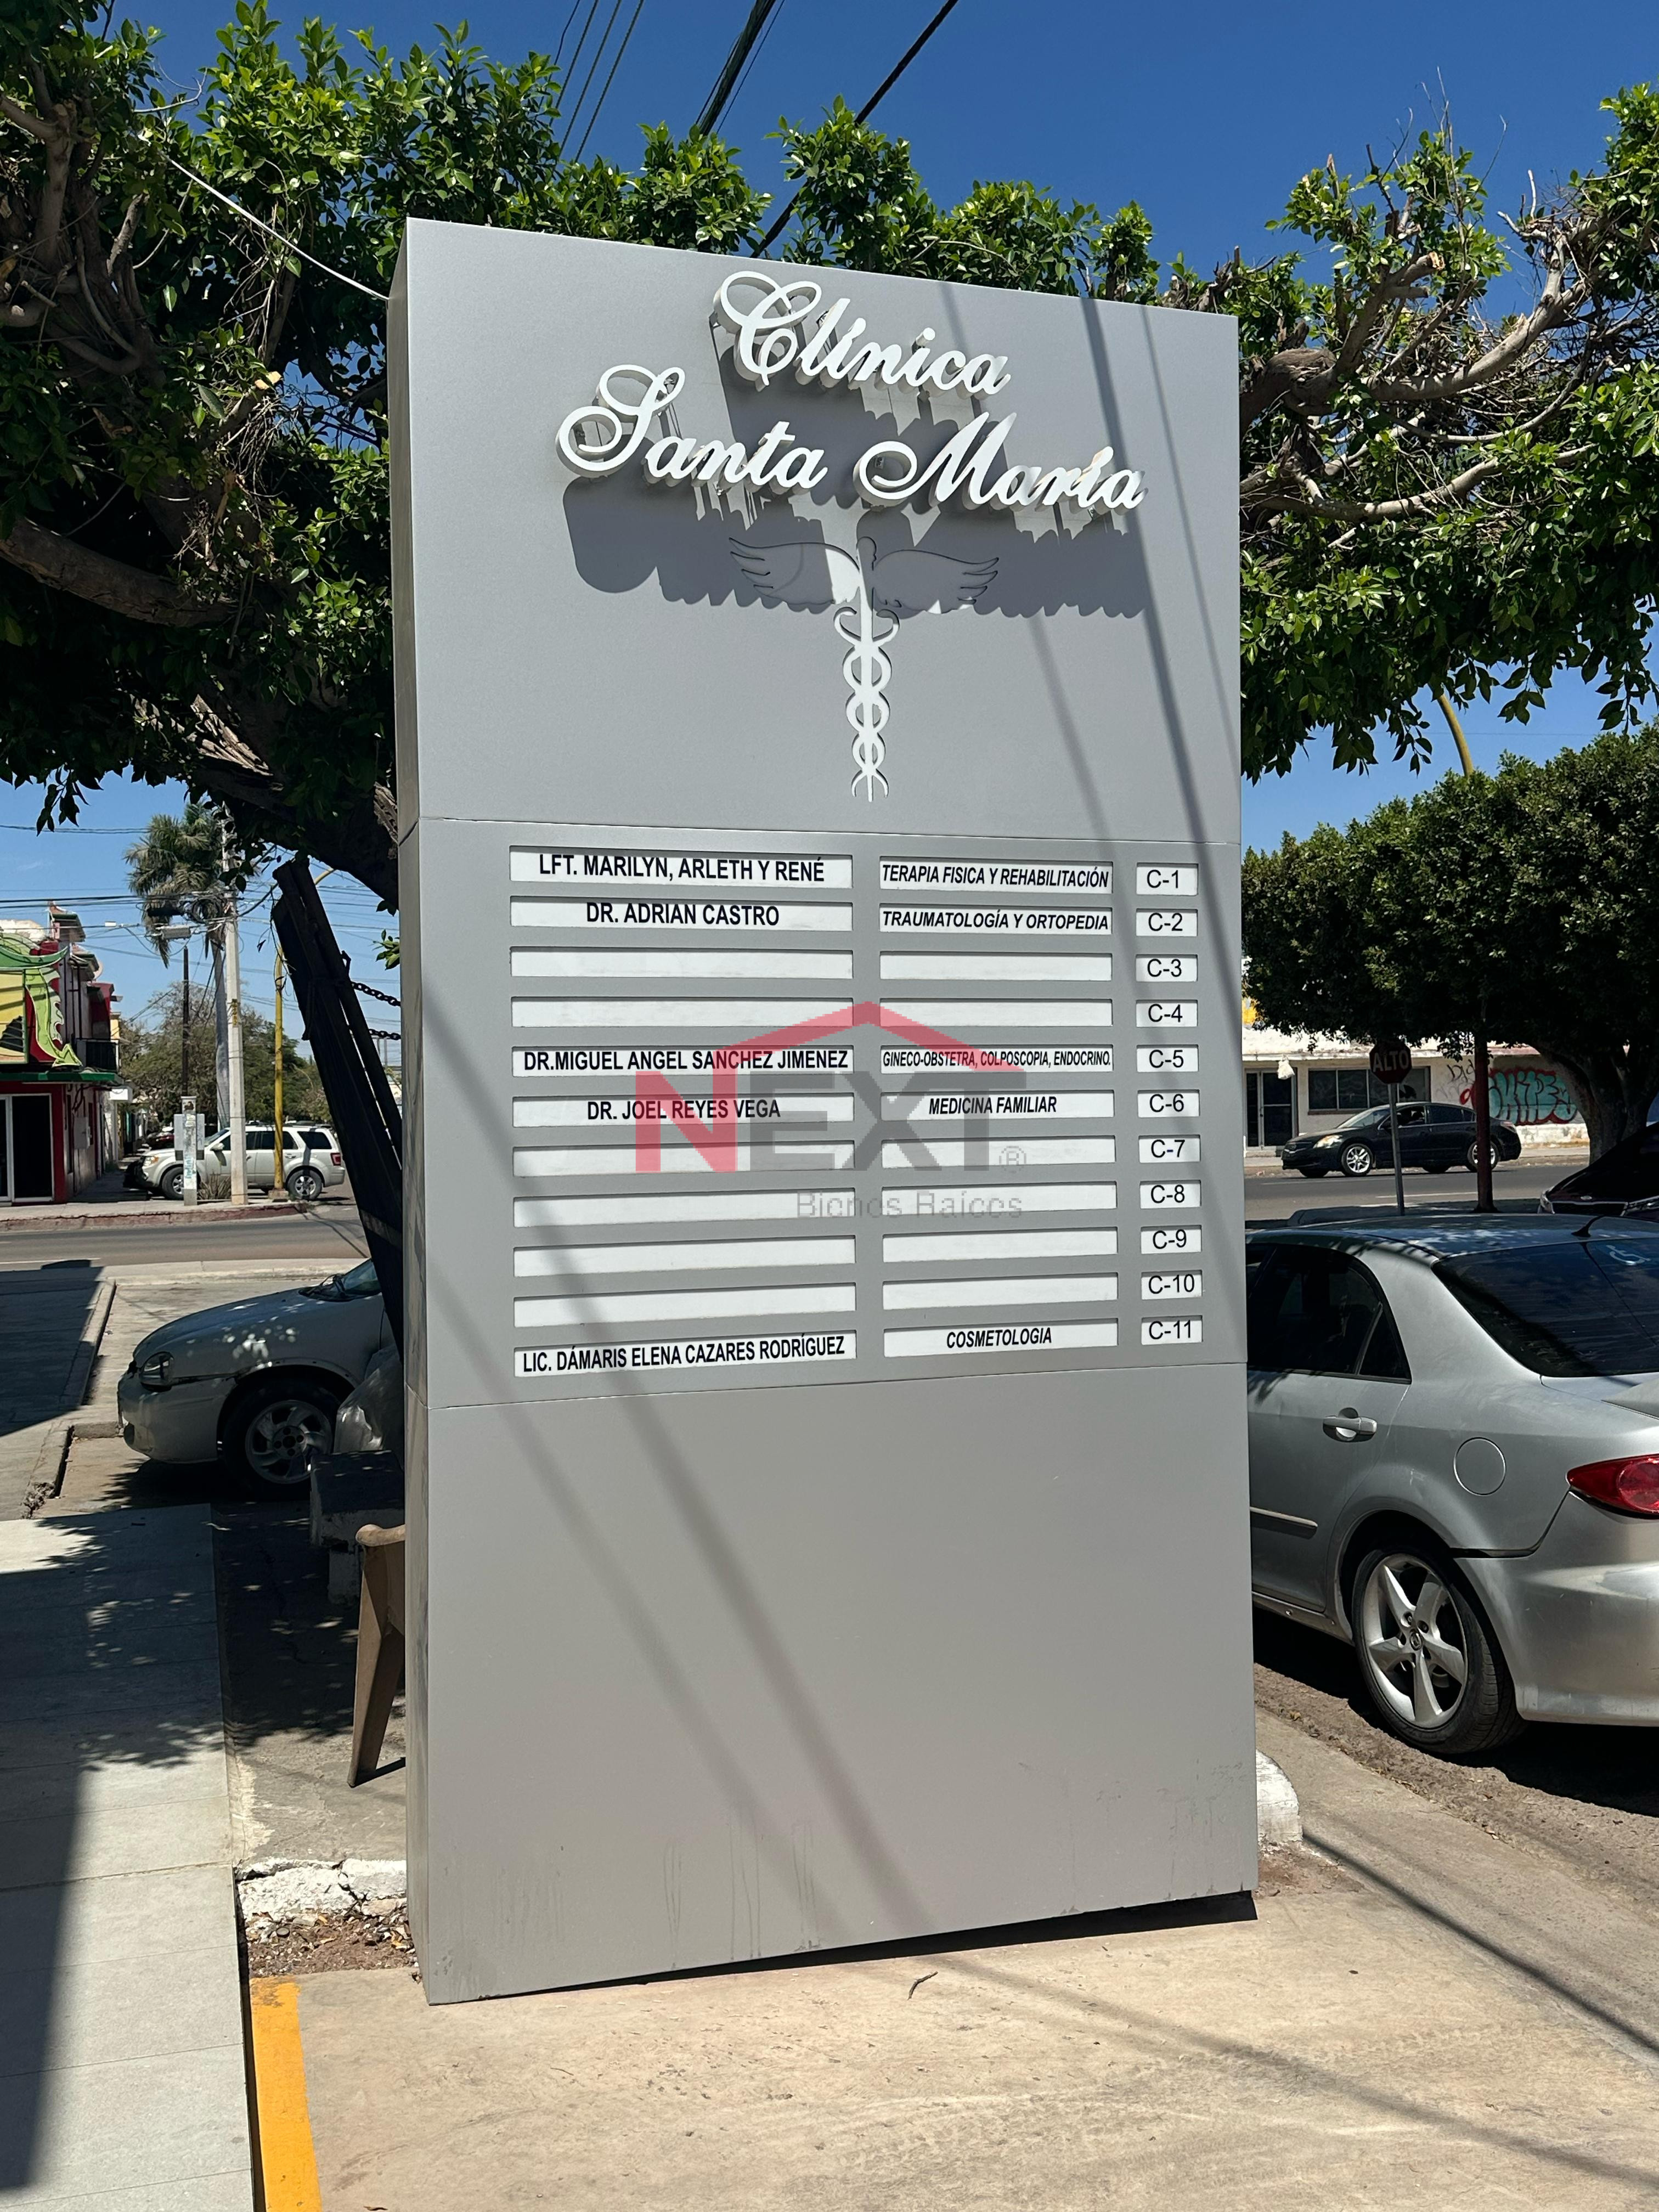 Clínica
Santa María
LFT. MARILYN, ARLETH Y RENÉ TERAPIA FISICA Y REHABILITACIÓN C-1
DR. ADRIAN CASTRO TRAUMATOLOGÍA Y ORTOPEDIA C-2
C-3
C-4
DR.MIGUEL ANGEL SANCHEZ JIMENEZ GINECO-OBSTETRA, COLPOSCOPIA, ENDOCRINO. C-5
DR. JOEL REYES VEGA MEDICINA FAMILIAR C-6
C-7
C-8
C-9
C-10
LIC. DÁMARIS ELENA CAZARES RODRÍGUEZ COSMETOLOGIA C-11
NEXT®
Bienes Raíces
ALTO